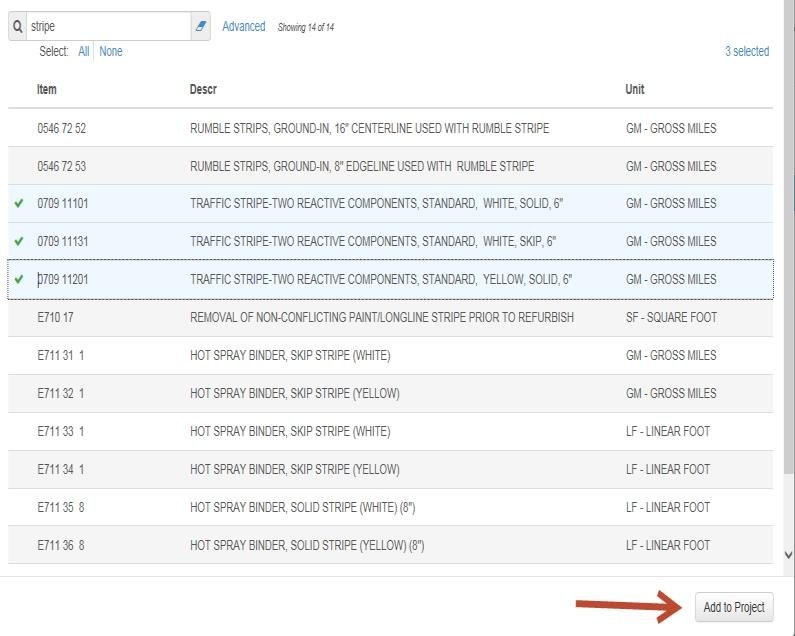 stripe Advanced Showing 14 of 14
Select: All None 3 selected
Item Descr Unit
0546 72 52 RUMBLE STRIPS, GROUND-IN, 16" CENTERLINE USED WITH RUMBLE STRIPE GM - GROSS MILES
0546 72 53 RUMBLE STRIPS, GROUND-IN, 8" EDGELINE USED WITH RUMBLE STRIPE GM - GROSS MILES
0709 11101 TRAFFIC STRIPE-TWO REACTIVE COMPONENTS, STANDARD, WHITE, SOLID, 6" GM - GROSS MILES
0709 11131 TRAFFIC STRIPE-TWO REACTIVE COMPONENTS, STANDARD, WHITE, SKIP, 6" GM - GROSS MILES
0709 11201 TRAFFIC STRIPE-TWO REACTIVE COMPONENTS, STANDARD, YELLOW, SOLID, 6" GM - GROSS MILES
E710 17 REMOVAL OF NON-CONFLICTING PAINT/LONGLINE STRIPE PRIOR TO REFURBISH SF - SQUARE FOOT
E711 31 1 HOT SPRAY BINDER, SKIP STRIPE (WHITE) GM - GROSS MILES
E711 32 1 HOT SPRAY BINDER, SKIP STRIPE (YELLOW) GM - GROSS MILES
E711 33 1 HOT SPRAY BINDER, SKIP STRIPE (WHITE) LF - LINEAR FOOT
E711 34 1 HOT SPRAY BINDER, SKIP STRIPE (YELLOW) LF - LINEAR FOOT
E711 35 8 HOT SPRAY BINDER, SOLID STRIPE (WHITE) (8") LF - LINEAR FOOT
E711 36 8 HOT SPRAY BINDER, SOLID STRIPE (YELLOW) (8") LF - LINEAR FOOT
Add to Project